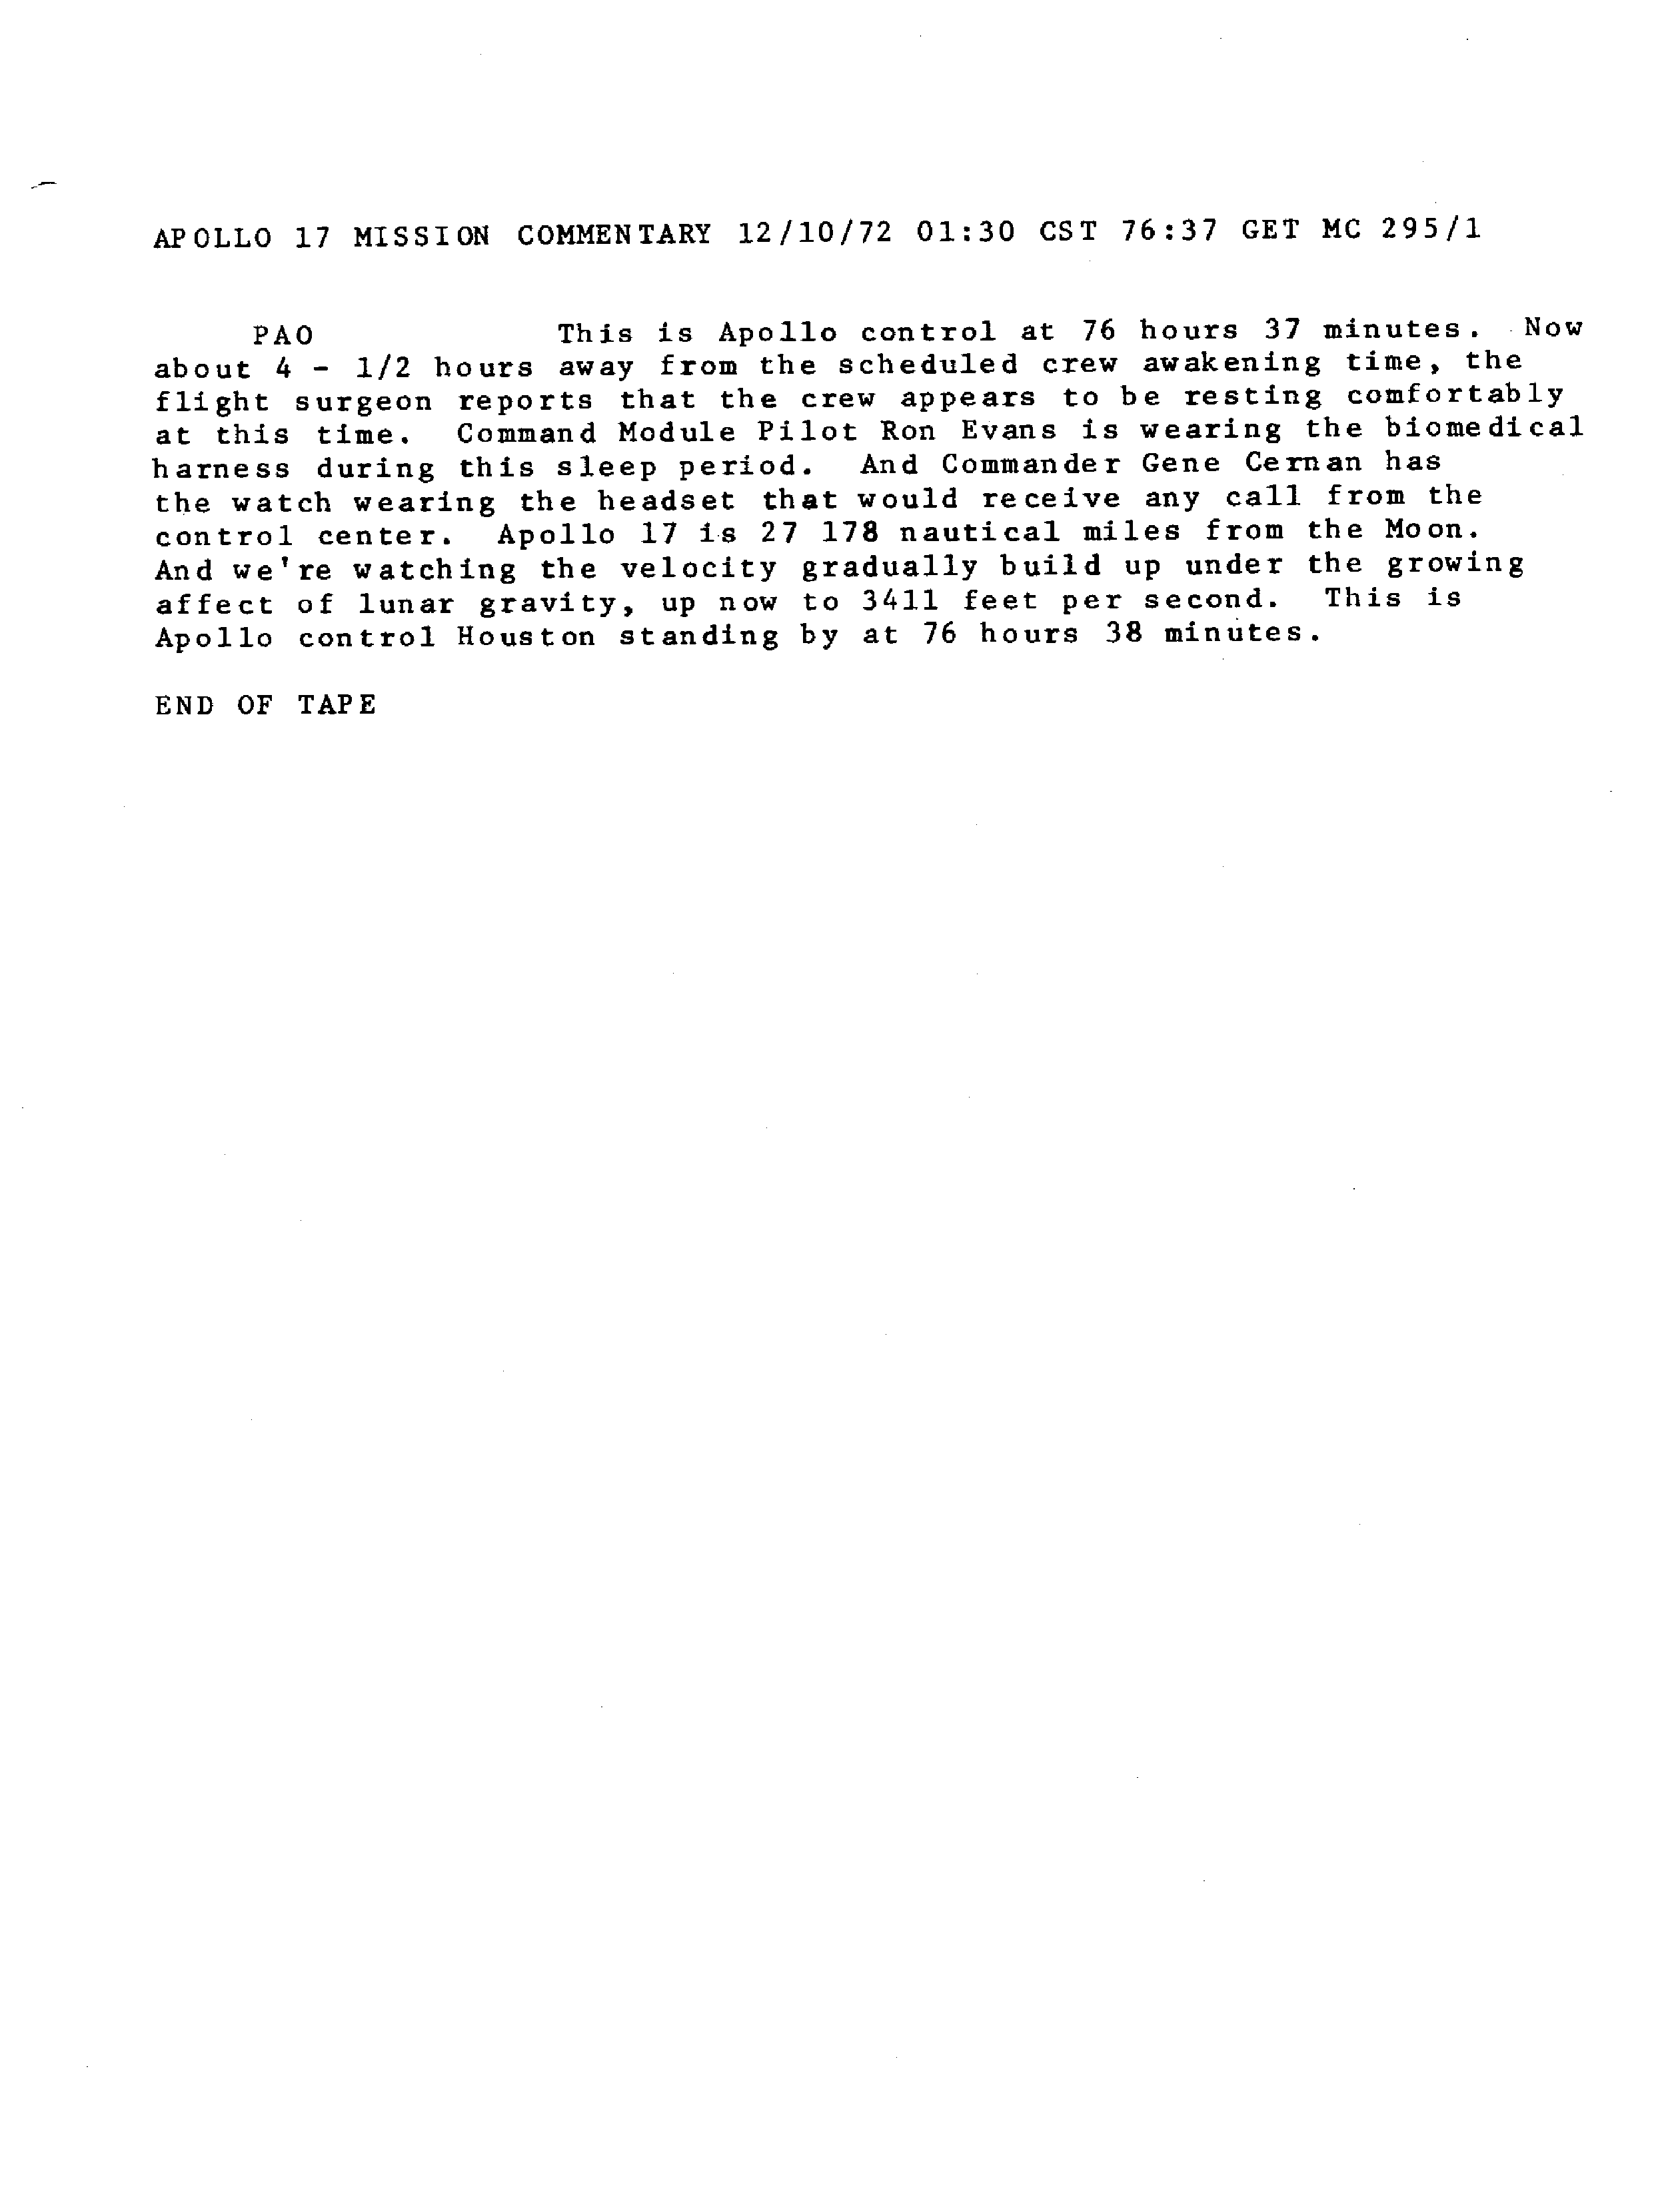 APOLLO 17 MISSION COMMENTARY 12/10/72 01:30 CST 76:37 GET MC 295/1
PAO This is Apollo control at 76 hours 37 minutes. Now
about 4 - 1/2 hours away from the scheduled crew awakening time, the
flight surgeon reports that the crew appears to be resting comfortably
at this time. Command Module Pilot Ron Evans is wearing the biomedical
harness during this sleep period. And Commander Gene Cernan has
the watch wearing the headset that would receive any call from the
control center. Apollo 17 is 27 178 nautical miles from the Moon.
And we're watching the velocity gradually build up under the growing
affect of lunar gravity, up now to 3411 feet per second. This is
Apollo control Houston standing by at 76 hours 38 minutes.
END OF TAPE